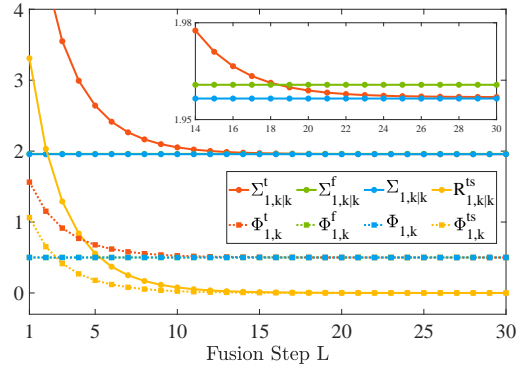 4
3
2
1
0
1.98
1.95
14 16 18 20 22 24 26 28 30
Σ^t_{1,k|k} Σ^f_{1,k|k} Σ_{1,k|k} R^{ts}_{1,k|k}
Φ^t_{1,k} Φ^f_{1,k} Φ_{1,k} Φ^{ts}_{1,k}
1 5 10 15 20 25 30
Fusion Step L